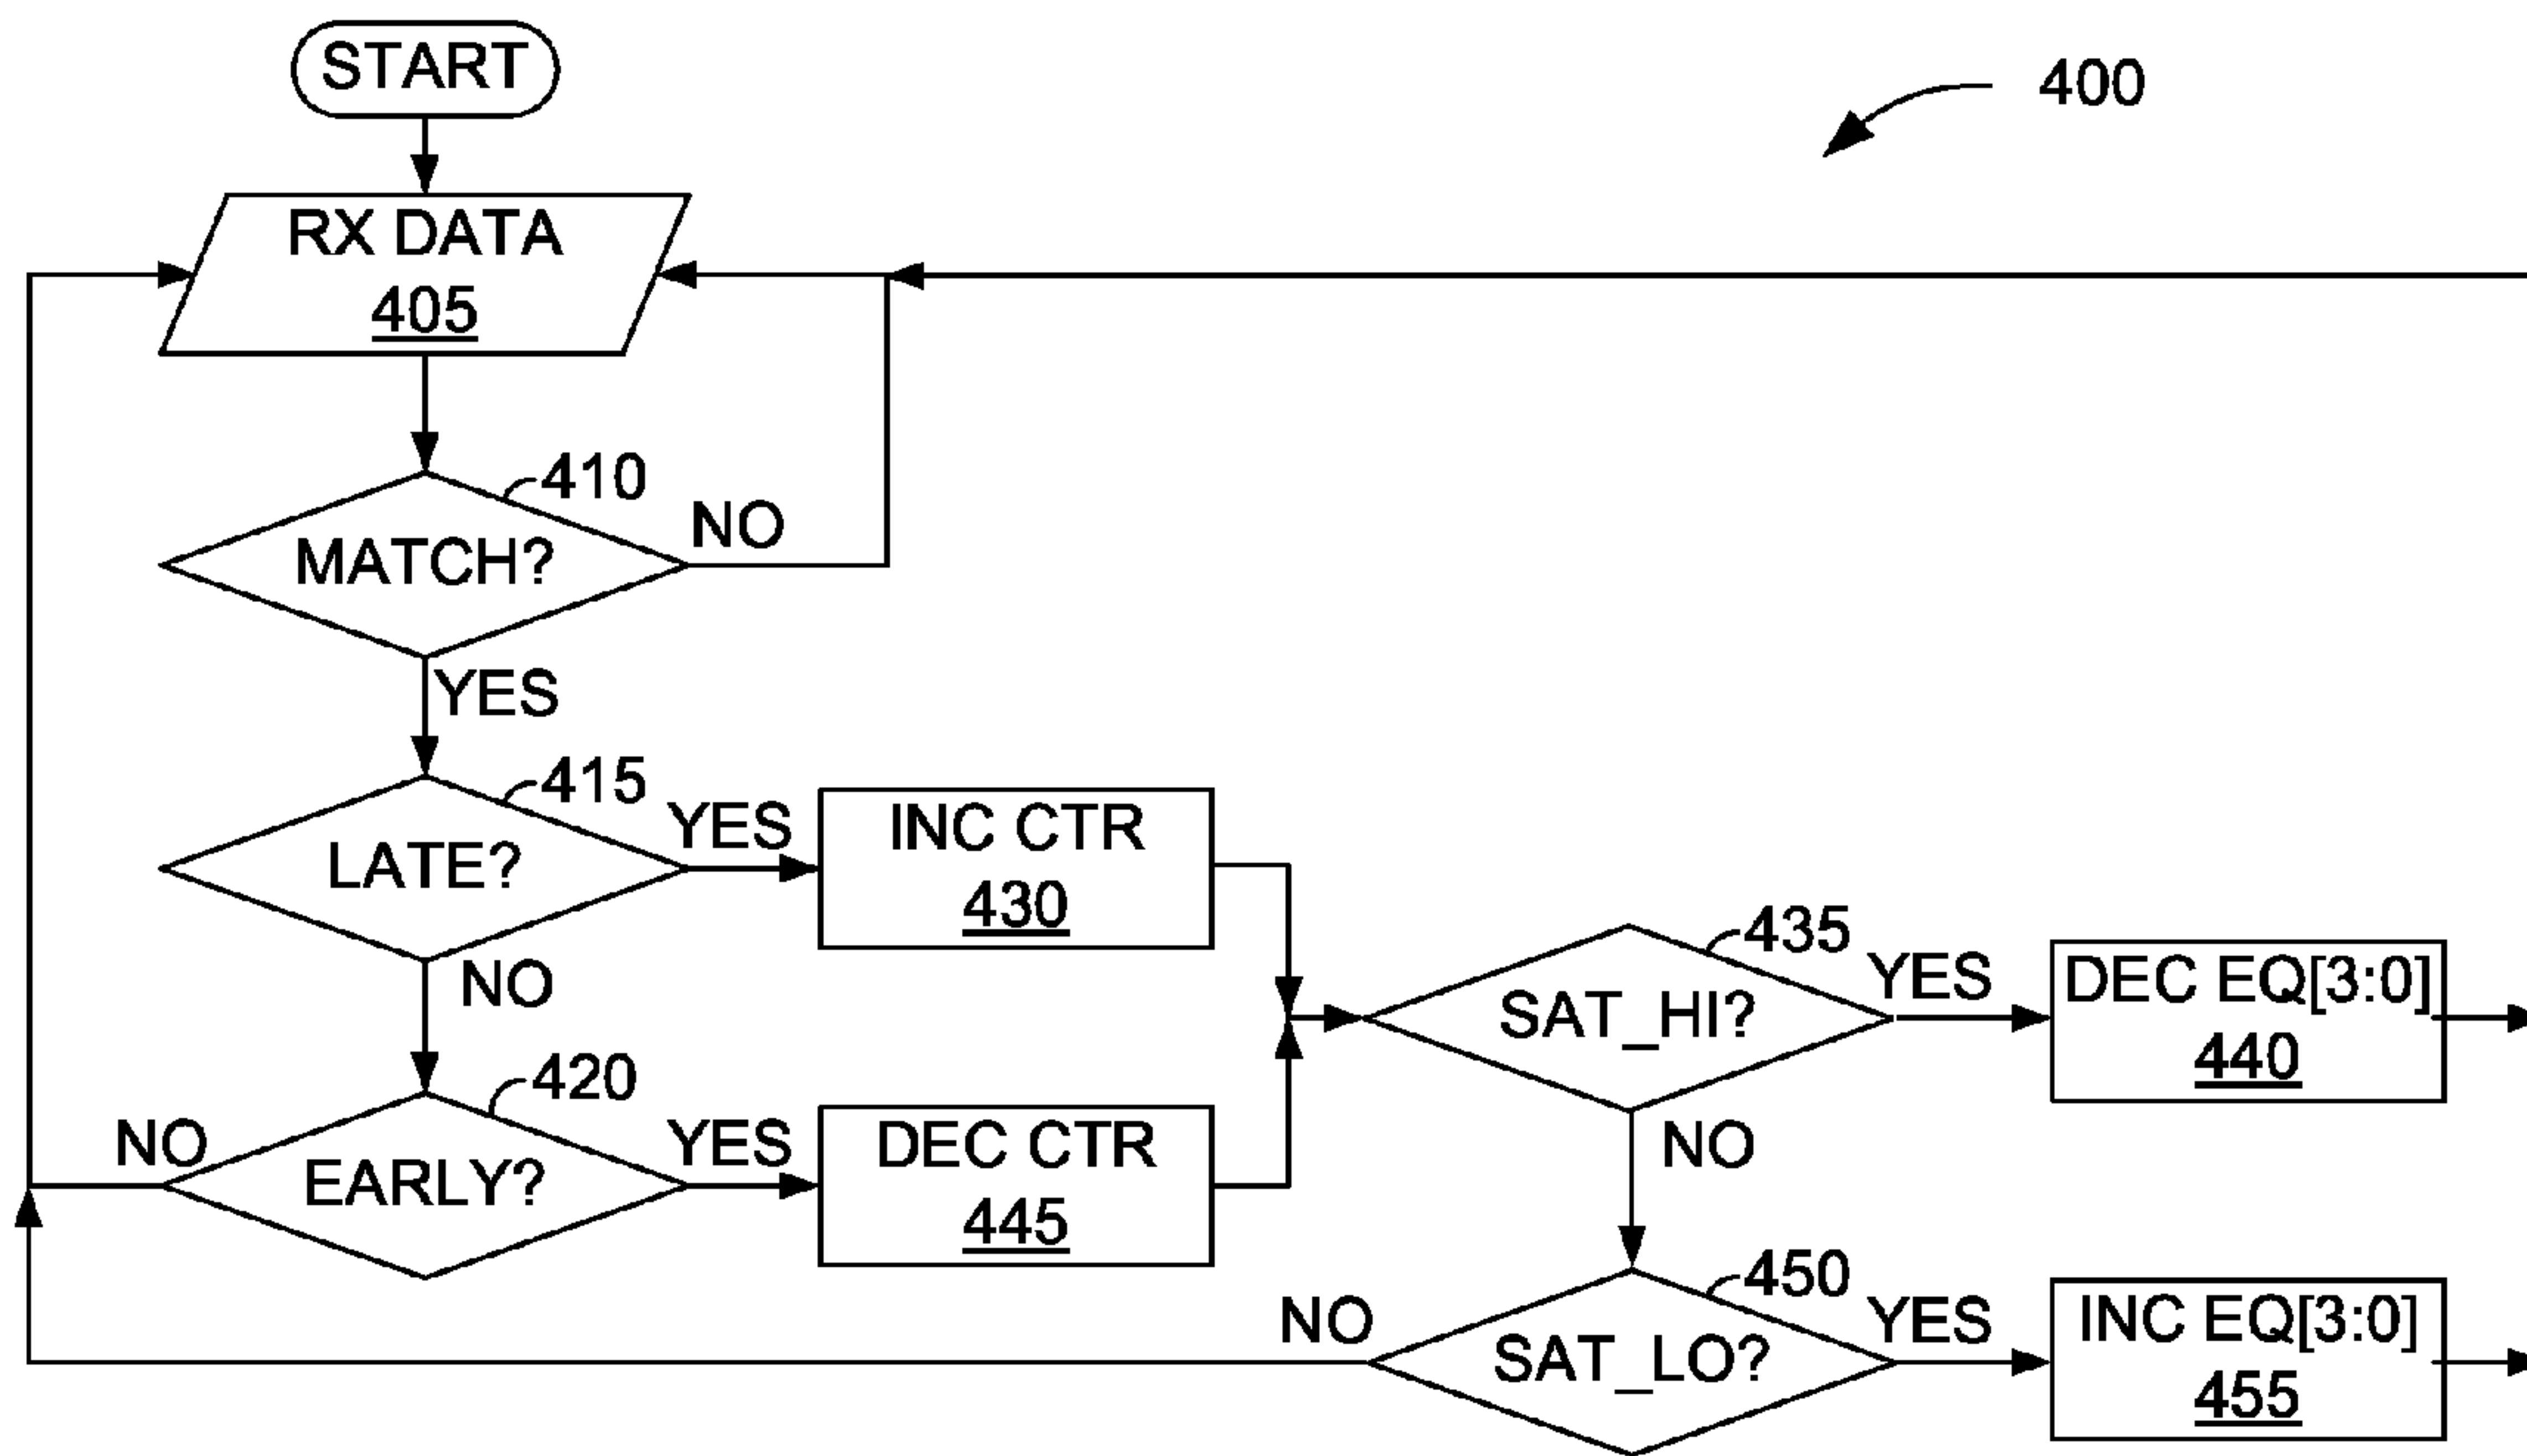 START
400
RX DATA
405
410
MATCH?
NO
YES
415
LATE?
YES
INC CTR
430
NO
420
EARLY?
NO
YES
DEC CTR
445
435
SAT_HI?
YES
DEC EQ[3:0]
440
NO
450
SAT_LO?
NO
YES
INC EQ[3:0]
455